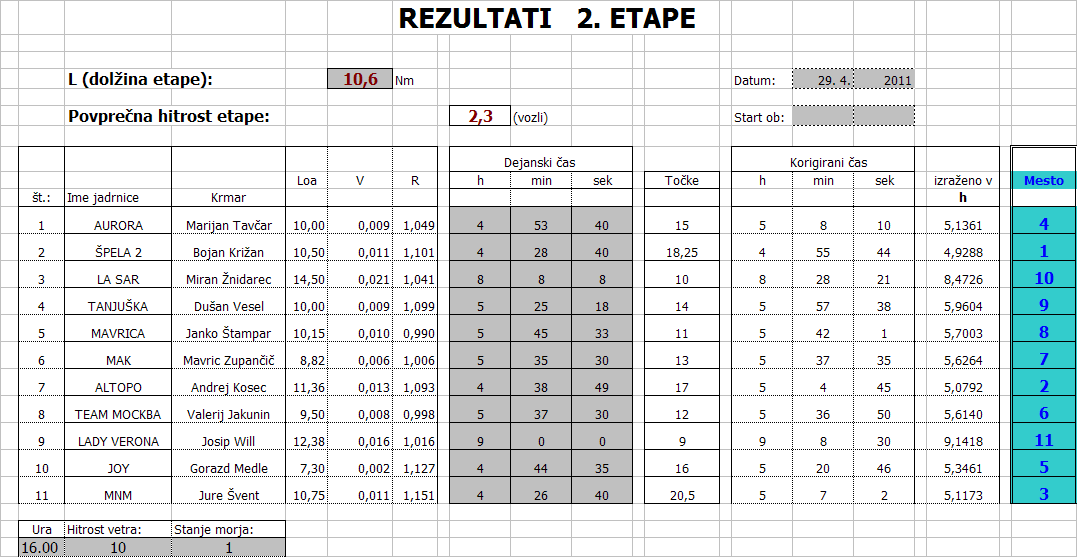 REZULTATI 2. ETAPE
L (dolžina etape): 10,6 Nm Datum: 29. 4. 2011
Povprečna hitrost etape: 2,3 (vozli) Start ob:
Dejanski čas Korigirani čas
Loa V R h min sek Točke h min sek izraženo v Mesto
št.: Ime jadrnice Krmar h
1 AURORA Marijan Tavčar 10,00 0,009 1,049 4 53 40 15 5 8 10 5,1361 4
2 ŠPELA 2 Bojan Križan 10,50 0,011 1,101 4 28 40 18,25 4 55 44 4,9288 1
3 LA SAR Miran Žnidarec 14,50 0,021 1,041 8 8 8 10 8 28 21 8,4726 10
4 TANJUŠKA Dušan Vesel 10,00 0,009 1,099 5 25 18 14 5 57 38 5,9604 9
5 MAVRICA Janko Štampar 10,15 0,010 0,990 5 45 33 11 5 42 1 5,7003 8
6 MAK Mavric Zupančič 8,82 0,006 1,006 5 35 30 13 5 37 35 5,6264 7
7 ALTOPO Andrej Kosec 11,36 0,013 1,093 4 38 49 17 5 4 45 5,0792 2
8 TEAM MOCKBA Valerij Jakunin 9,50 0,008 0,998 5 37 30 12 5 36 50 5,6140 6
9 LADY VERONA Josip Will 12,38 0,016 1,016 9 0 0 9 9 8 30 9,1418 11
10 JOY Gorazd Medle 7,30 0,002 1,127 4 44 35 16 5 20 46 5,3461 5
11 MNM Jure Švent 10,75 0,011 1,151 4 26 40 20,5 5 7 2 5,1173 3
Ura Hitrost vetra: Stanje morja:
16.00 10 1